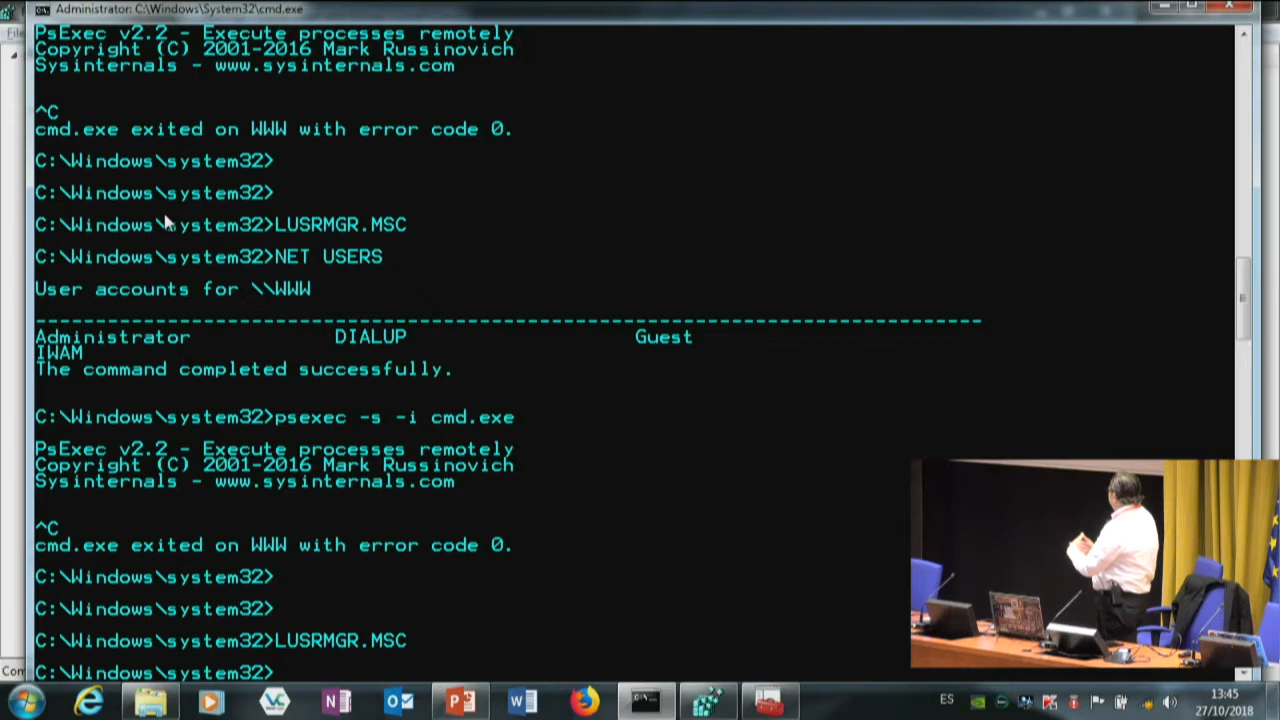 Administrator: C:\Windows\System32\cmd.exe
File
PsExec v2.2 - Execute processes remotely
Copyright (C) 2001-2016 Mark Russinovich
Sysinternals - www.sysinternals.com
^C
cmd.exe exited on WWW with error code 0.
C:\Windows\system32>
C:\Windows\system32>
C:\Windows\system32>LUSRMGR.MSC
C:\Windows\system32>NET USERS
User accounts for \\WWW
-------------------------------------------------------------------------------
Administrator DIALUP Guest
IWAM
The command completed successfully.
C:\Windows\system32>psexec -s -i cmd.exe
PsExec v2.2 - Execute processes remotely
Copyright (C) 2001-2016 Mark Russinovich
Sysinternals - www.sysinternals.com
^C
cmd.exe exited on WWW with error code 0.
C:\Windows\system32>
C:\Windows\system32>
C:\Windows\system32>LUSRMGR.MSC
C:\Windows\system32>
Com
ES
13:45
27/10/2018